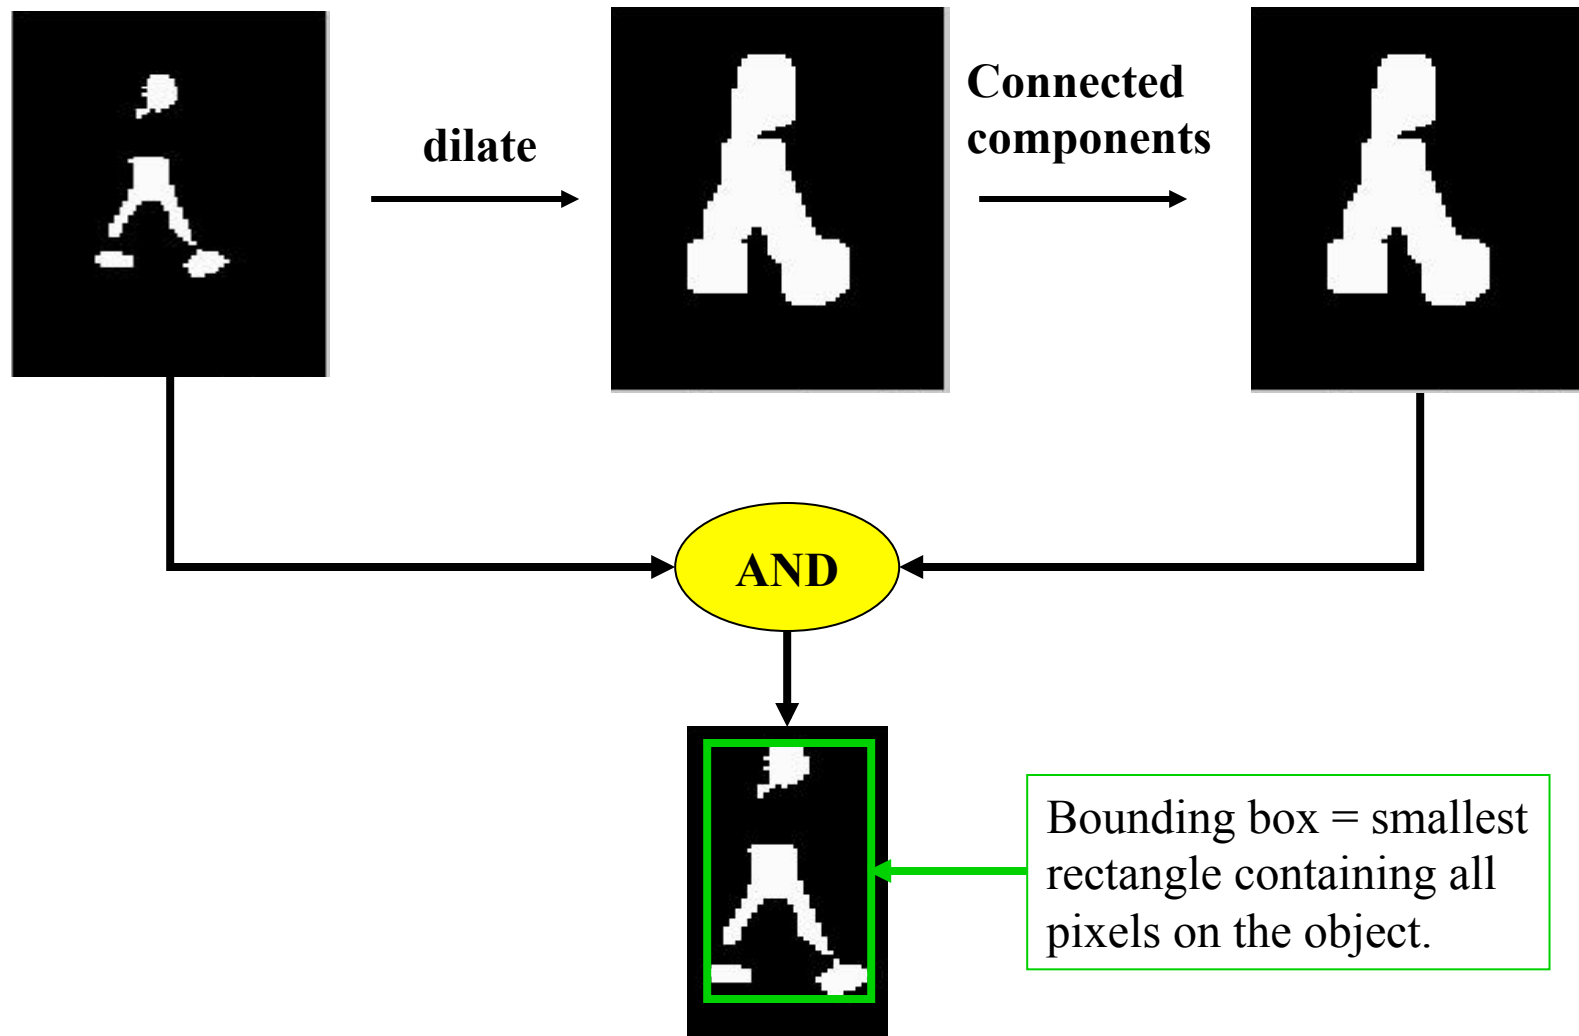 dilate
Connected
components
AND
Bounding box = smallest
rectangle containing all
pixels on the object.